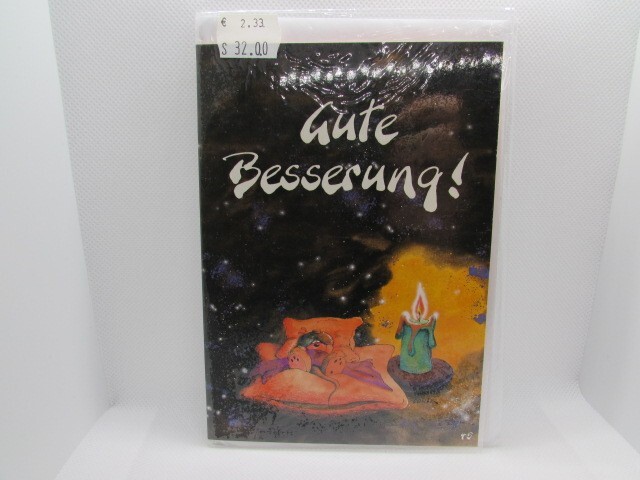 € 2.33
S 32.00
Gute
Besserung!